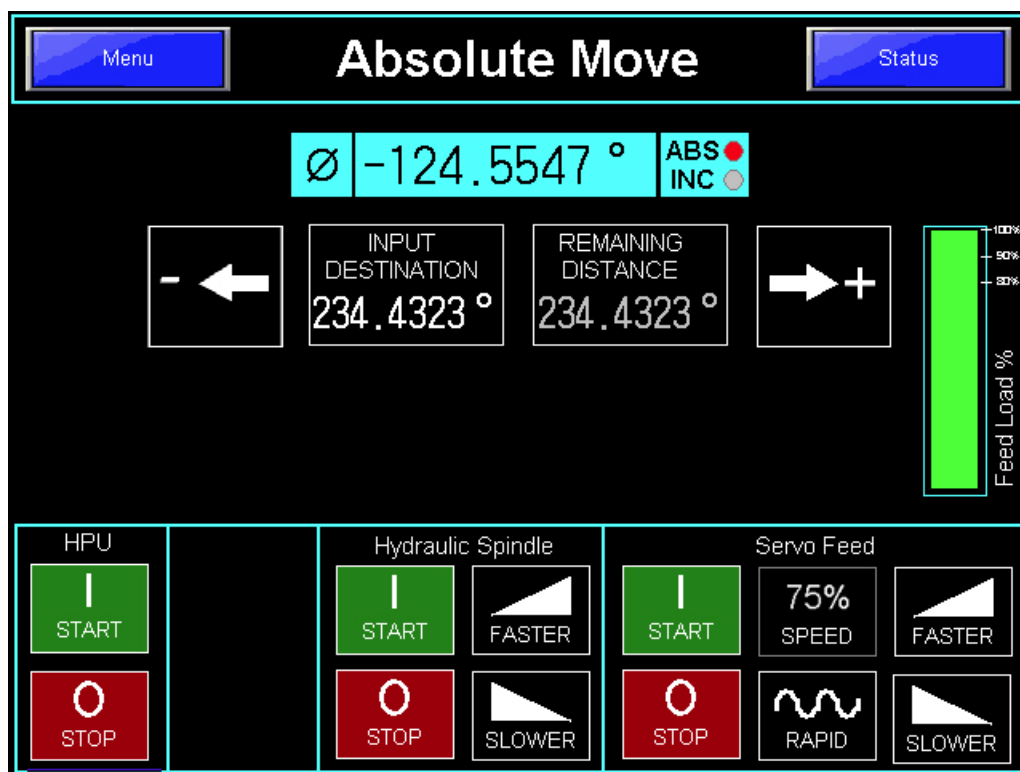 Menu
Absolute Move
Status
Ø -124.5547 °
ABS
INC
-
INPUT
DESTINATION
234.4323 °
REMAINING
DISTANCE
234.4323 °
+
100%
90%
80%
Feed Load %
HPU
I
START
O
STOP
Hydraulic Spindle
I
START
FASTER
O
STOP
SLOWER
Servo Feed
I
START
75%
SPEED
FASTER
O
STOP
RAPID
SLOWER